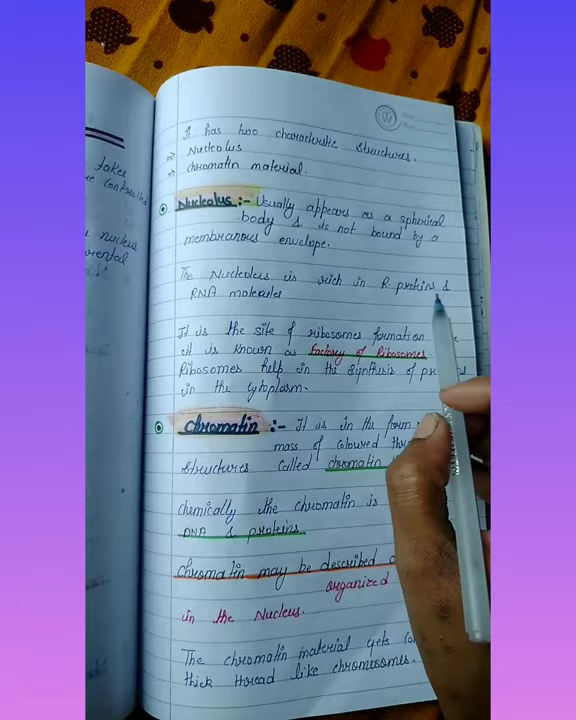 It has two characteristic structures.
⇒ Nucleolus
⇒ chromatin material.
Nucleolus :- Usually appears as a spherical
body & is not bound by a
membranous envelope.
The Nucleolus is rich in R proteins &
RNA molecules
It is the site of ribosomes formation
it is known as factory of Ribosomes
Ribosomes help in the synthesis of
in the cytoplasm.
Chromatin :- It is in the form
mass of coloured
structures called chromatin
Chemically the chromatin is
DNA & proteins
Chromatin may be described
organized
in the Nucleus.
The chromatin material gets
thick thread like chromosomes.
takes
nucleus